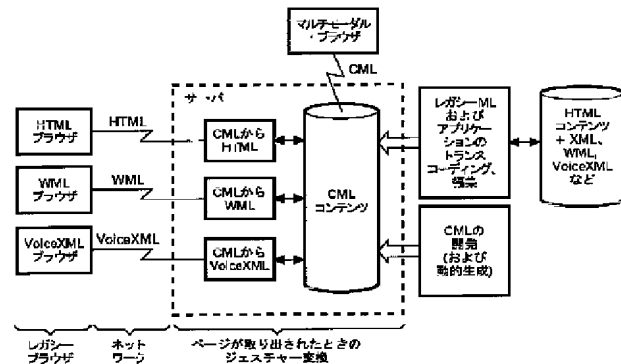 マルチモーダル
・ブラウザ
CML
サーバ
HTML
ブラウザ
HTML
CMLから
HTML
WML
ブラウザ
WML
CMLから
WML
VoiceXML
ブラウザ
VoiceXML
CMLから
VoiceXML
CML
コンテンツ
レガシーML
および
アプリケー
ションの
トランス
コーディング、
編集
HTML
コンテンツ
+ XML、
WML,
VoiceXML
など
CMLの
開発
(および
動的生成)
レガシー
ブラウザ
ネット
ワーク
ページが取り出されたときの
ジェスチャー変換